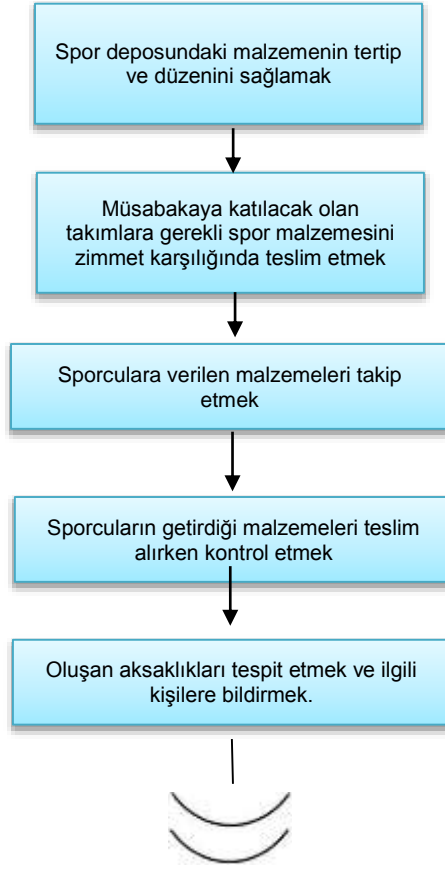 Spor deposundaki malzemenin tertip
ve düzenini sağlamak
Müsabakaya katılacak olan
takımlara gerekli spor malzemesini
zimmet karşılığında teslim etmek
Sporculara verilen malzemeleri takip
etmek
Sporcuların getirdiği malzemeleri teslim
alırken kontrol etmek
Oluşan aksaklıkları tespit etmek ve ilgili
kişilere bildirmek.